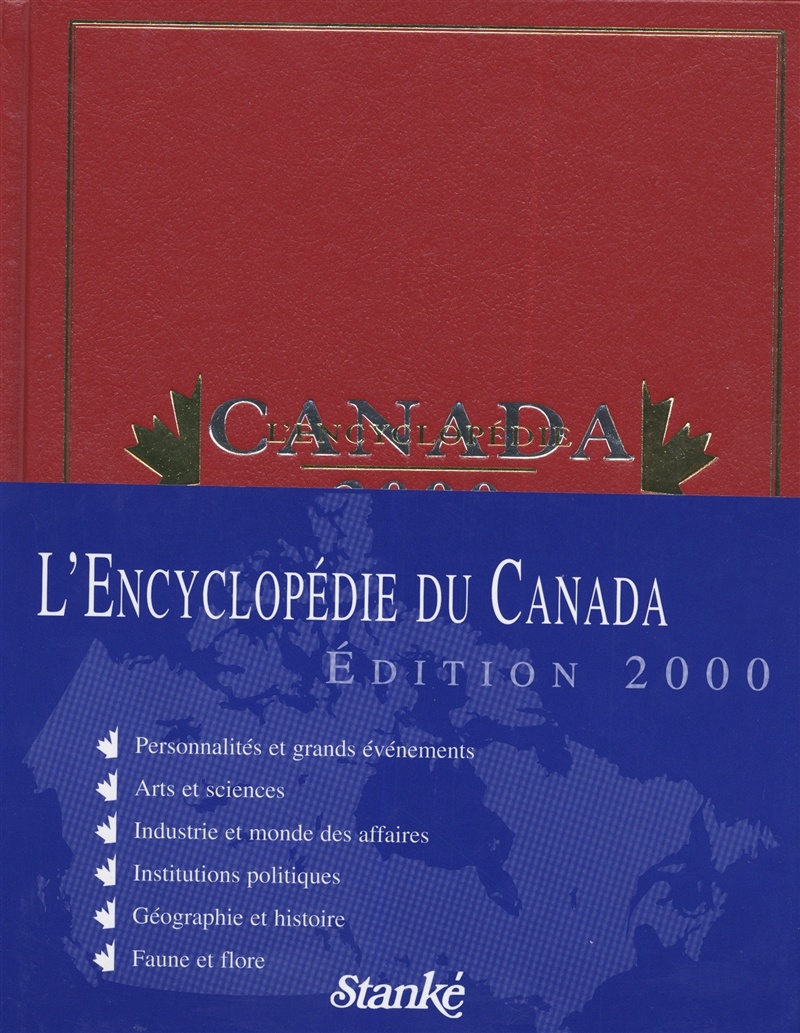 CANADA
L'ENCYCLOPÉDIE
2000
L'ENCYCLOPÉDIE DU CANADA
ÉDITION 2000
Personnalités et grands événements
Arts et sciences
Industrie et monde des affaires
Institutions politiques
Géographie et histoire
Faune et flore
Stanké